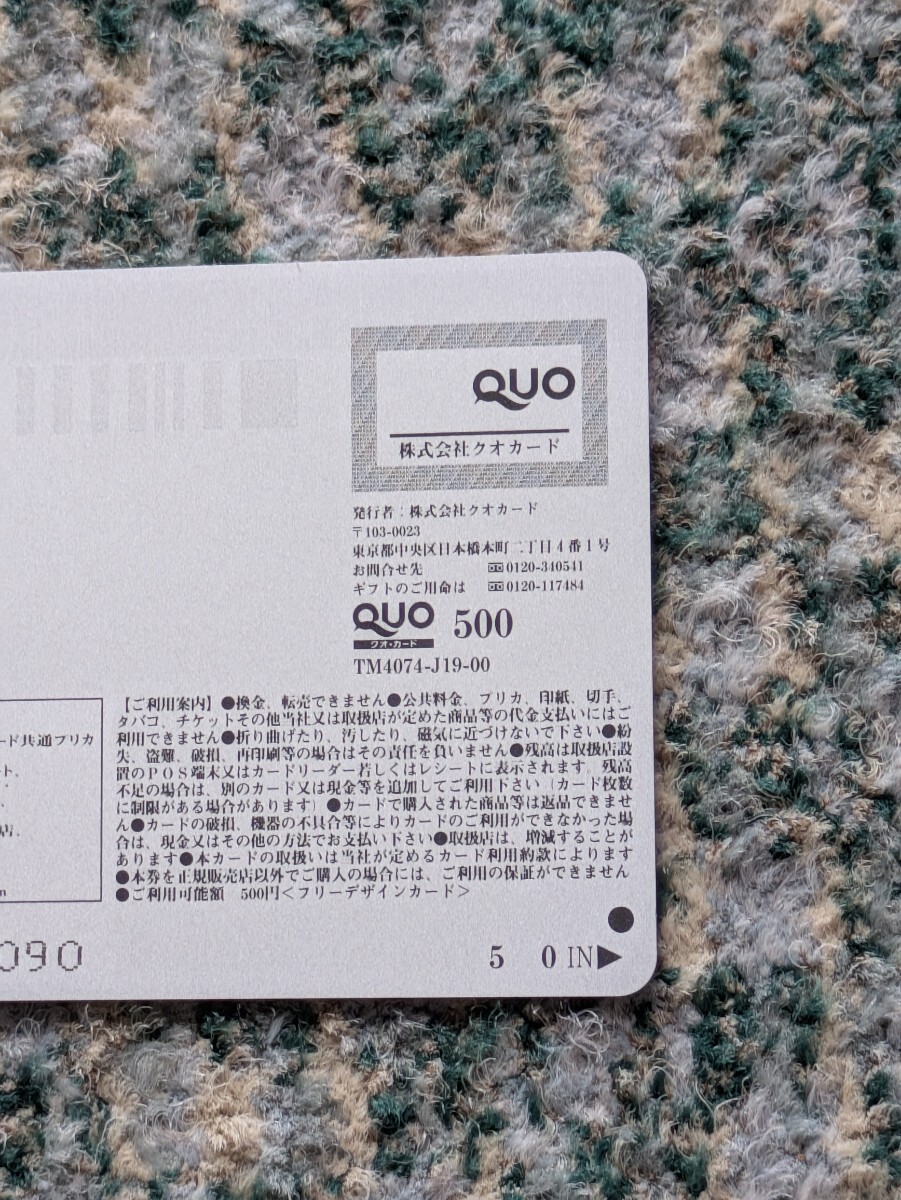 QUO
株式会社クオカード
発行者:株式会社クオカード
〒103-0023
東京都中央区日本橋本町二丁目4番1号
お問合せ先 0120-340541
ギフトのご用命は 0120-117484
QUO 500
クオ・カード
TM4074-J19-00
ード共通プリカ
ト、
店、
【ご利用案内】●換金、転売できません●公共料金、プリカ、印紙、切手、
タバコ、チケットその他当社又は取扱店が定めた商品等の代金支払いにはご
利用できません●折り曲げたり、汚したり、磁気に近づけないで下さい●紛
失、盗難、破損、再印刷等の場合はその責任を負いません●残高は取扱店設
置のPOS端末又はカードリーダー若しくはレシートに表示されます。残高
不足の場合は、別のカード又は現金等を追加してご利用下さい(カード枚数
に制限がある場合があります)●カードで購入された商品等は返品できませ
ん●カードの破損、機器の不具合等によりカードのご利用ができなかった場
合は、現金又はその他の方法でお支払い下さい●取扱店は、増減することが
あります●本カードの取扱いは当社が定めるカード利用約款によります
●本券を正規販売店以外でご購入の場合には、ご利用の保証ができません
●ご利用可能額 500円<フリーデザインカード>
090
5 0 IN▶